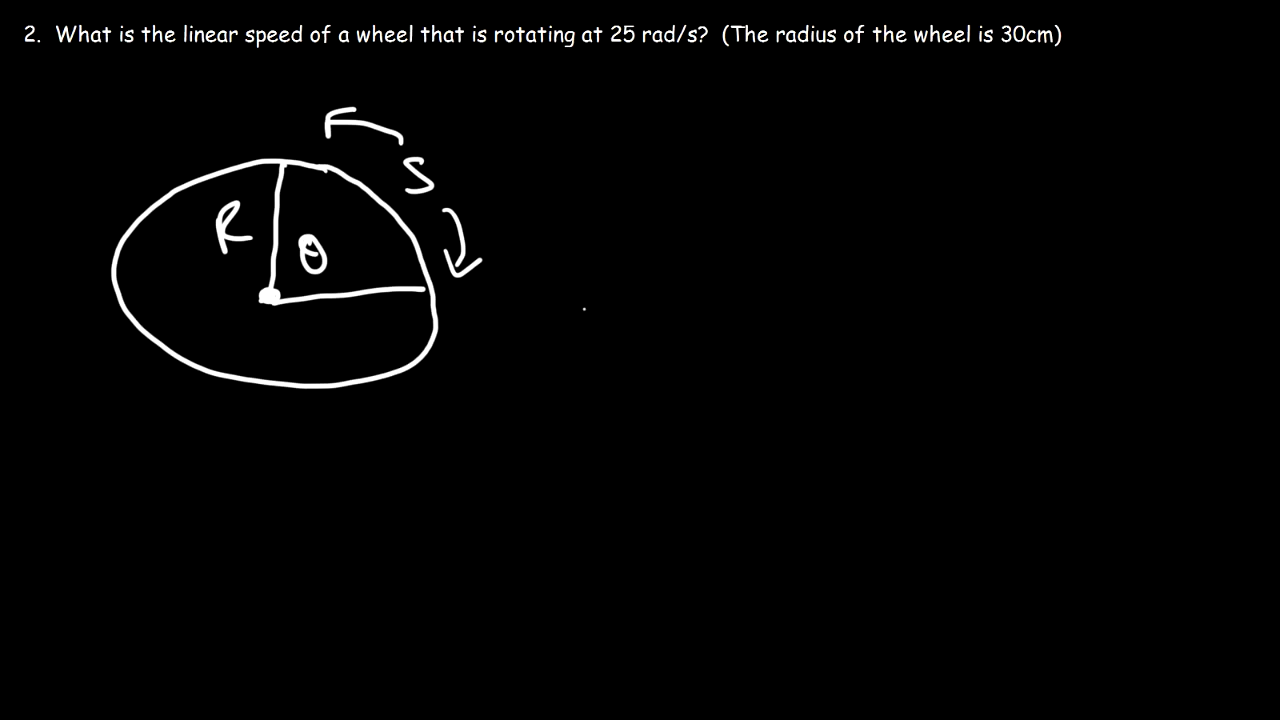 2. What is the linear speed of a wheel that is rotating at 25 rad/s? (The radius of the wheel is 30cm)
S
R
θ